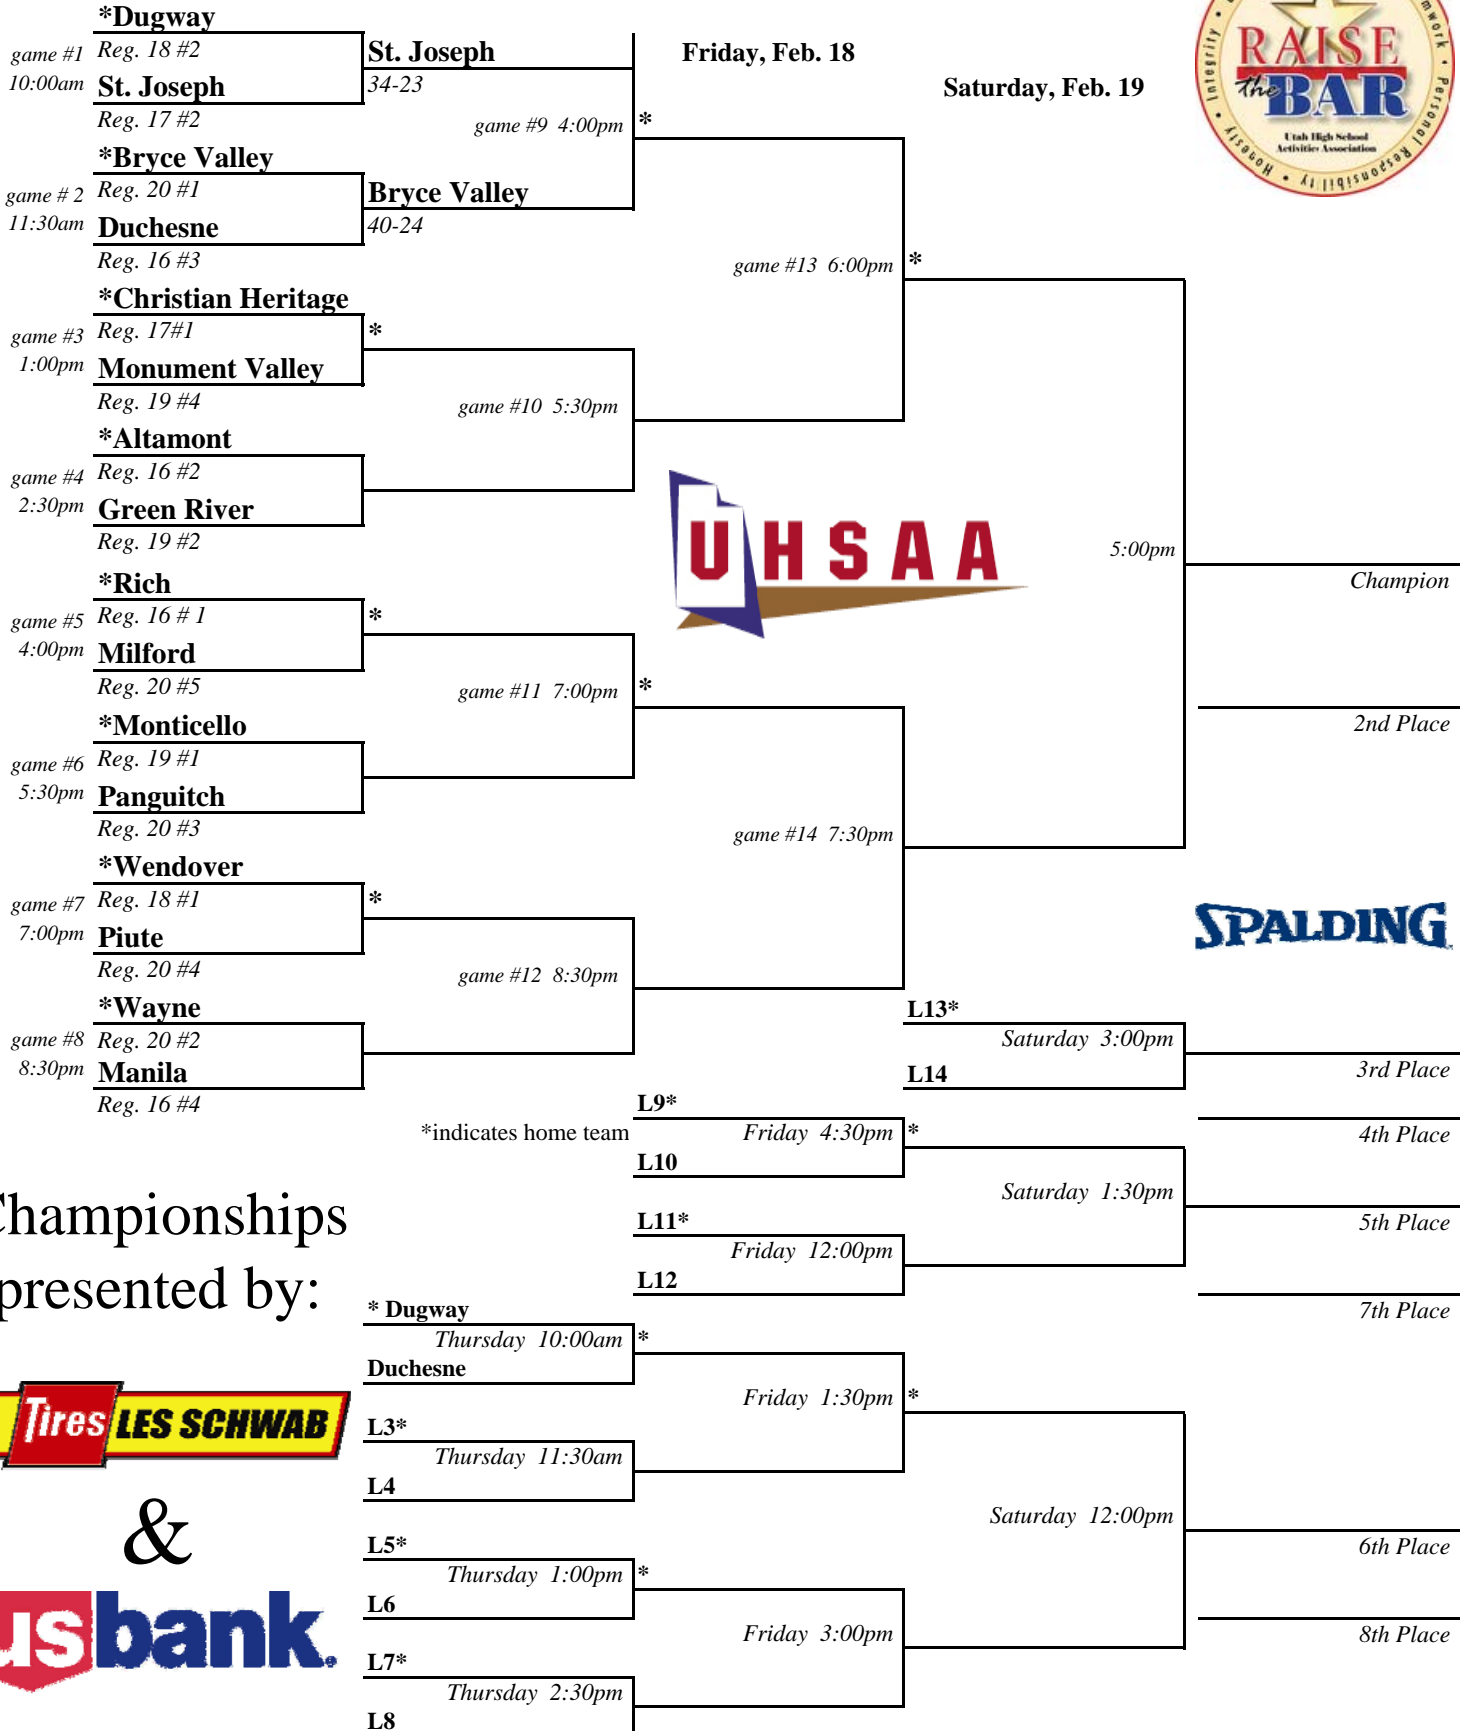 *Dugway
game #1 Reg. 18 #2
10:00am St. Joseph
Reg. 17 #2
St. Joseph
34-23
*Bryce Valley
game # 2 Reg. 20 #1
11:30am Duchesne
Reg. 16 #3
Bryce Valley
40-24
game #9 4:00pm
*
*Christian Heritage
game #3 Reg. 17#1
1:00pm Monument Valley
Reg. 19 #4
*
*Altamont
game #4 Reg. 16 #2
2:30pm Green River
Reg. 19 #2
game #10 5:30pm
*Rich
game #5 Reg. 16 # 1
4:00pm Milford
Reg. 20 #5
*
*Monticello
game #6 Reg. 19 #1
5:30pm Panguitch
Reg. 20 #3
game #11 7:00pm
*
*Wendover
game #7 Reg. 18 #1
7:00pm Piute
Reg. 20 #4
*
*Wayne
game #8 Reg. 20 #2
8:30pm Manila
Reg. 16 #4
game #12 8:30pm
Friday, Feb. 18
game #13 6:00pm
*
game #14 7:30pm
Saturday, Feb. 19
5:00pm
Champion
2nd Place
Integrity • Honesty • Personal Responsibility
RAISE
the BAR
Utah High School
Activities Association
UHSAA
SPALDING
L13*
Saturday 3:00pm
L14
3rd Place
4th Place
*indicates home team
L9*
Friday 4:30pm
L10
*
L11*
Friday 12:00pm
L12
Saturday 1:30pm
5th Place
7th Place
* Dugway
Thursday 10:00am
Duchesne
*
L3*
Thursday 11:30am
L4
Friday 1:30pm
*
L5*
Thursday 1:00pm
L6
*
L7*
Thursday 2:30pm
L8
Friday 3:00pm
Saturday 12:00pm
6th Place
8th Place
Championships
presented by:
Tires LES SCHWAB
&
usbank.